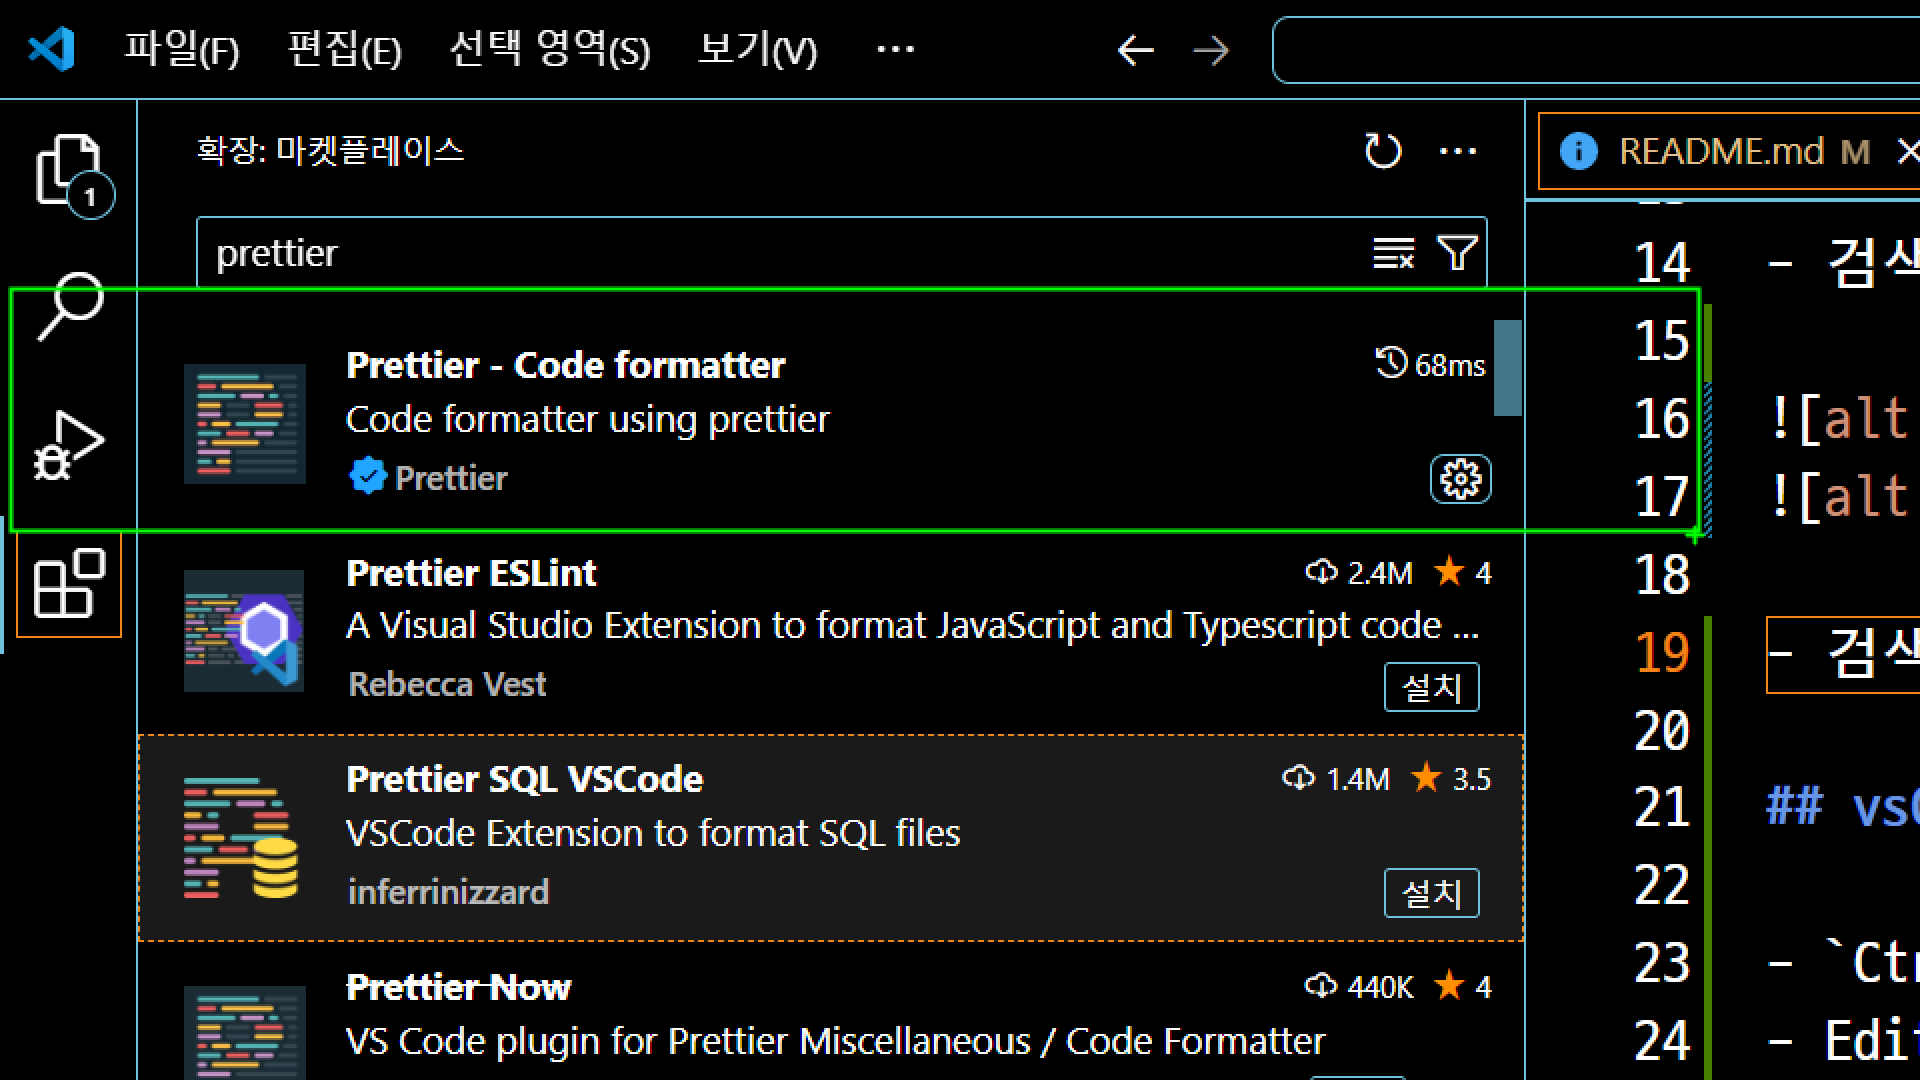 파일(F) 편집(E) 선택 영역(S) 보기(V) ···
확장: 마켓플레이스
1
README.md M
prettier
Prettier - Code formatter
68ms
Code formatter using prettier
Prettier
Prettier ESLint
2.4M ★ 4
A Visual Studio Extension to format JavaScript and Typescript code ...
Rebecca Vest
설치
Prettier SQL VSCode
1.4M ★ 3.5
VSCode Extension to format SQL files
inferrinizzard
설치
Prettier Now
440K ★ 4
VS Code plugin for Prettier Miscellaneous / Code Formatter
14 - 검색
15
16 ![alt
17 ![alt
18
19 - 검색
20
21 ## vs
22
23 - `Ctr
24 - Edi